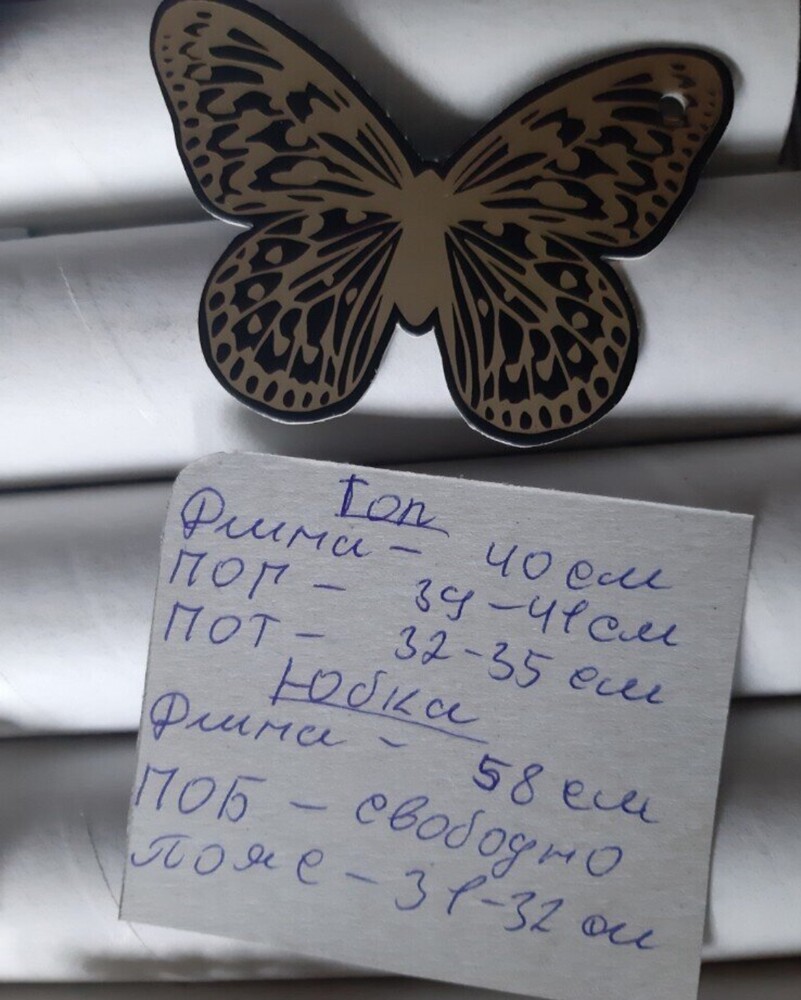 Топ
Длина - 40 см
ПОГ - 39-41 см
ПОТ - 32-35 см
Юбка
Длина - 58 см
ПОБ - свободно
Пояс - 31-32 см